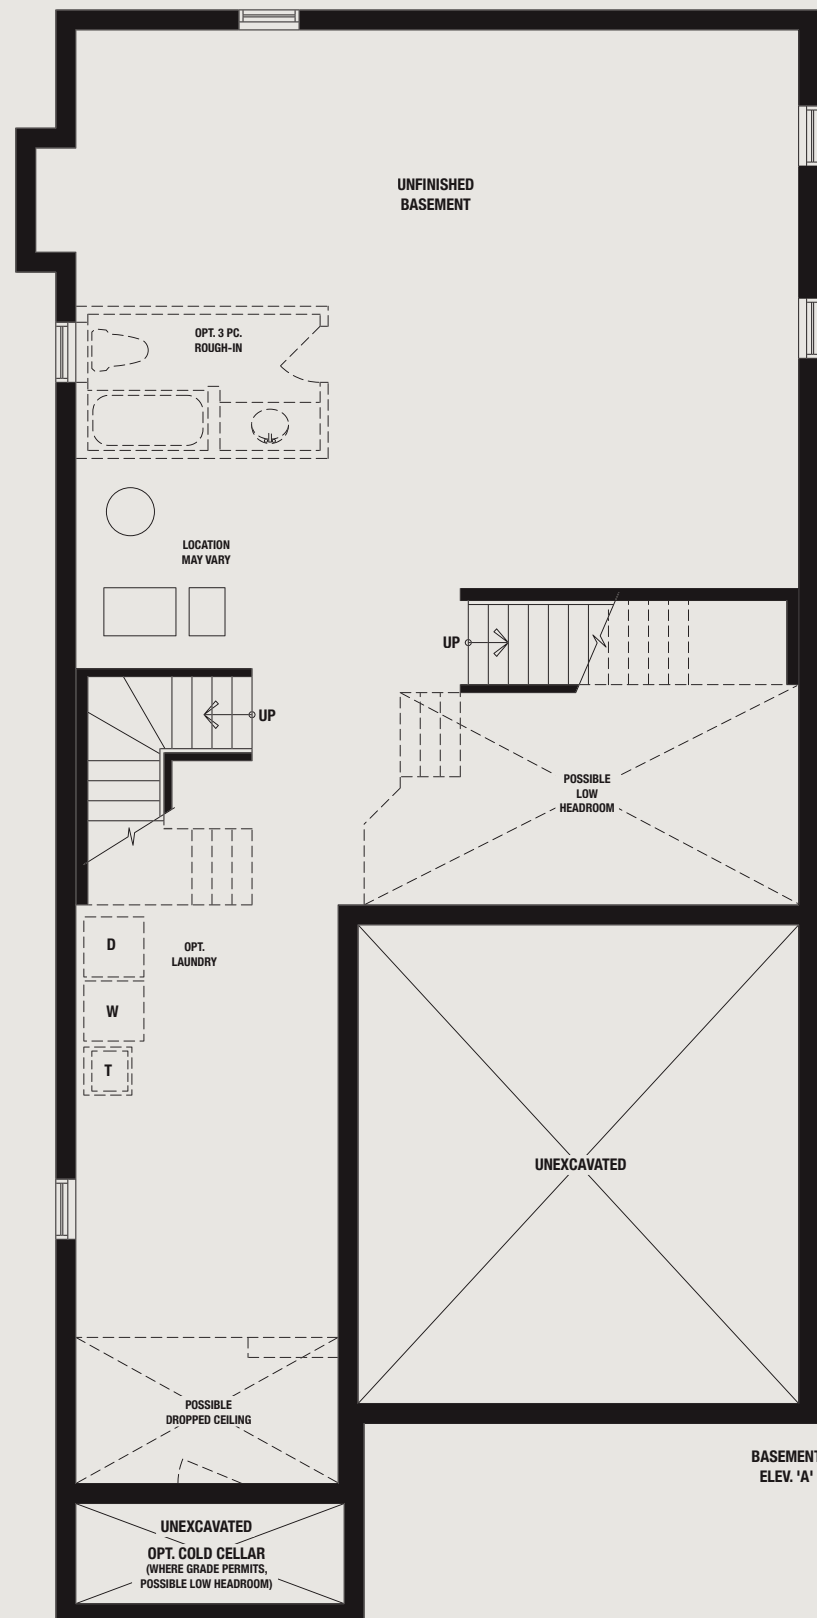 UNFINISHED
BASEMENT
OPT. 3 PC.
ROUGH-IN
LOCATION
MAY VARY
UP
UP
POSSIBLE
LOW
HEADROOM
D
OPT.
LAUNDRY
W
T
UNEXCAVATED
POSSIBLE
DROPPED CEILING
BASEMENT
ELEV. 'A'
UNEXCAVATED
OPT. COLD CELLAR
(WHERE GRADE PERMITS,
POSSIBLE LOW HEADROOM)